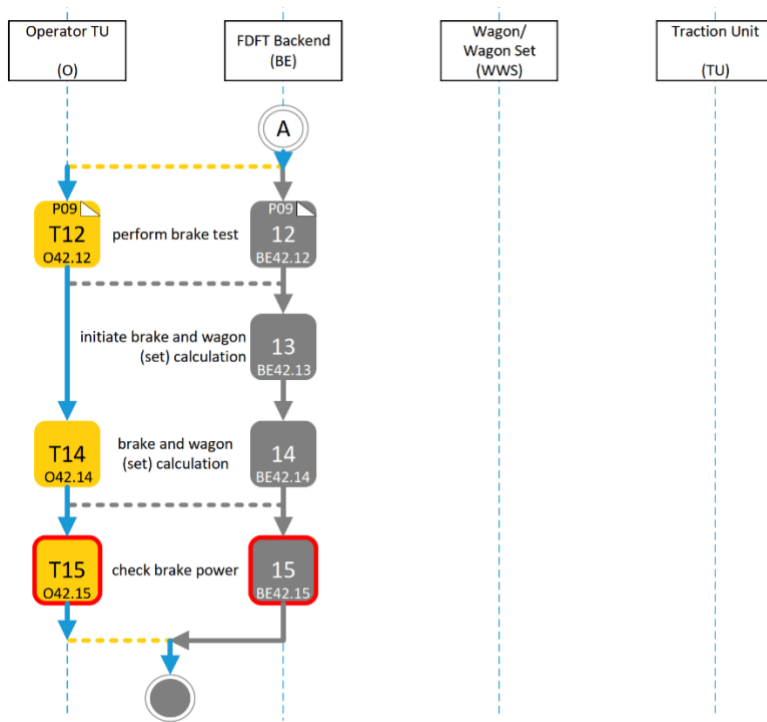 Operator TU
(O)
FDFT Backend
(BE)
Wagon/
Wagon Set
(WWS)
Traction Unit
(TU)
A
P09
T12
O42.12
perform brake test
P09
12
BE42.12
initiate brake and wagon
(set) calculation
13
BE42.13
T14
O42.14
brake and wagon
(set) calculation
14
BE42.14
T15
O42.15
check brake power
15
BE42.15